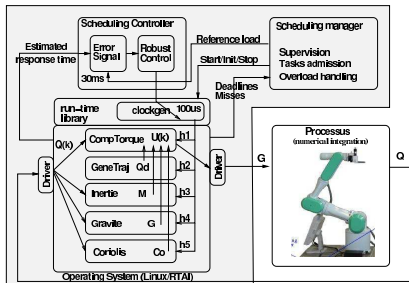 Scheduling Controller
Estimated
response time
Error
Signal
Robust
Control
30ms
Scheduling manager
Reference load
Supervision
Tasks admission
Overload handling
Start/Init/Stop
Deadlines
Misses
run-time
library
clockgen
100us
Q(k)
CompTorque U(k)
h1
GeneTraj Qd
h2
Inertie M
h3
Gravite G
h4
Coriolis Co
h5
Driver
Driver
Operating System (Linux/RTAI)
G
Processus
(numerical integration)
Q